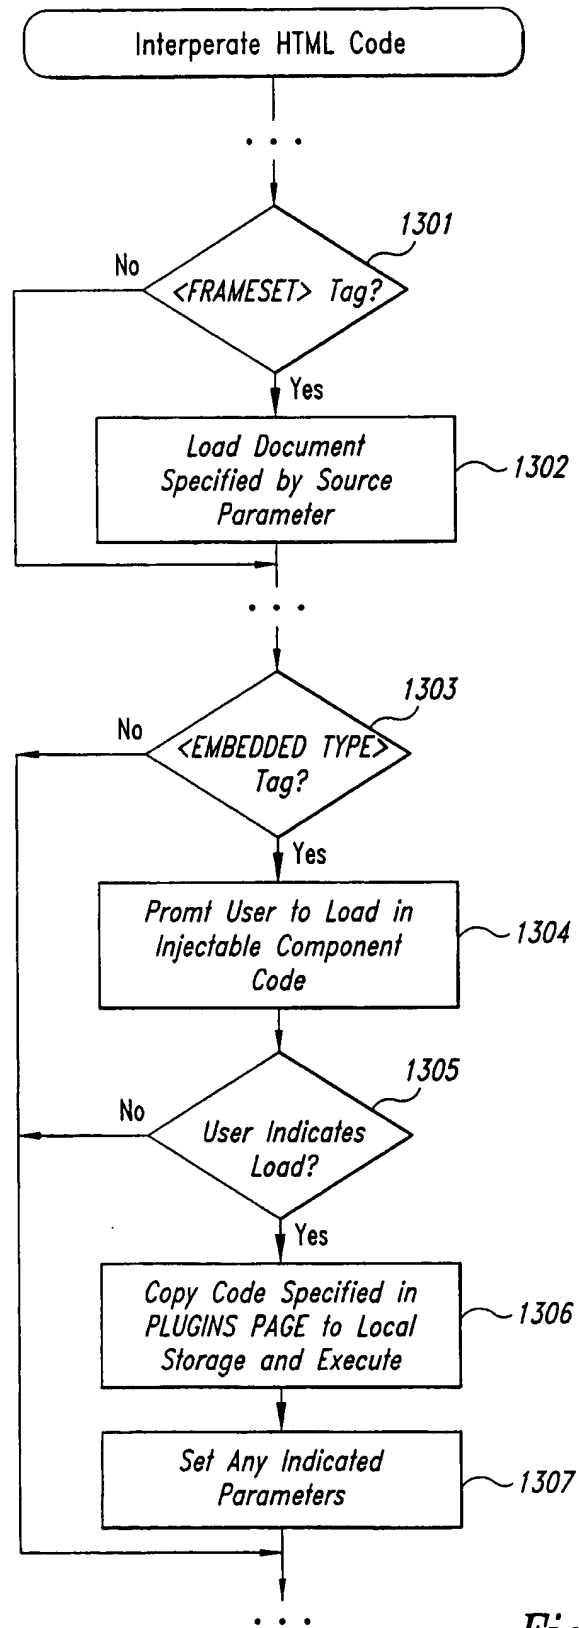 Interperate HTML Code
. . .
1301
No
<FRAMESET> Tag?
Yes
Load Document
Specified by Source
Parameter
1302
. . .
1303
No
<EMBEDDED TYPE>
Tag?
Yes
Promt User to Load in
Injectable Component
Code
1304
1305
No
User Indicates
Load?
Yes
Copy Code Specified in
PLUGINS PAGE to Local
Storage and Execute
1306
Set Any Indicated
Parameters
1307
. . .